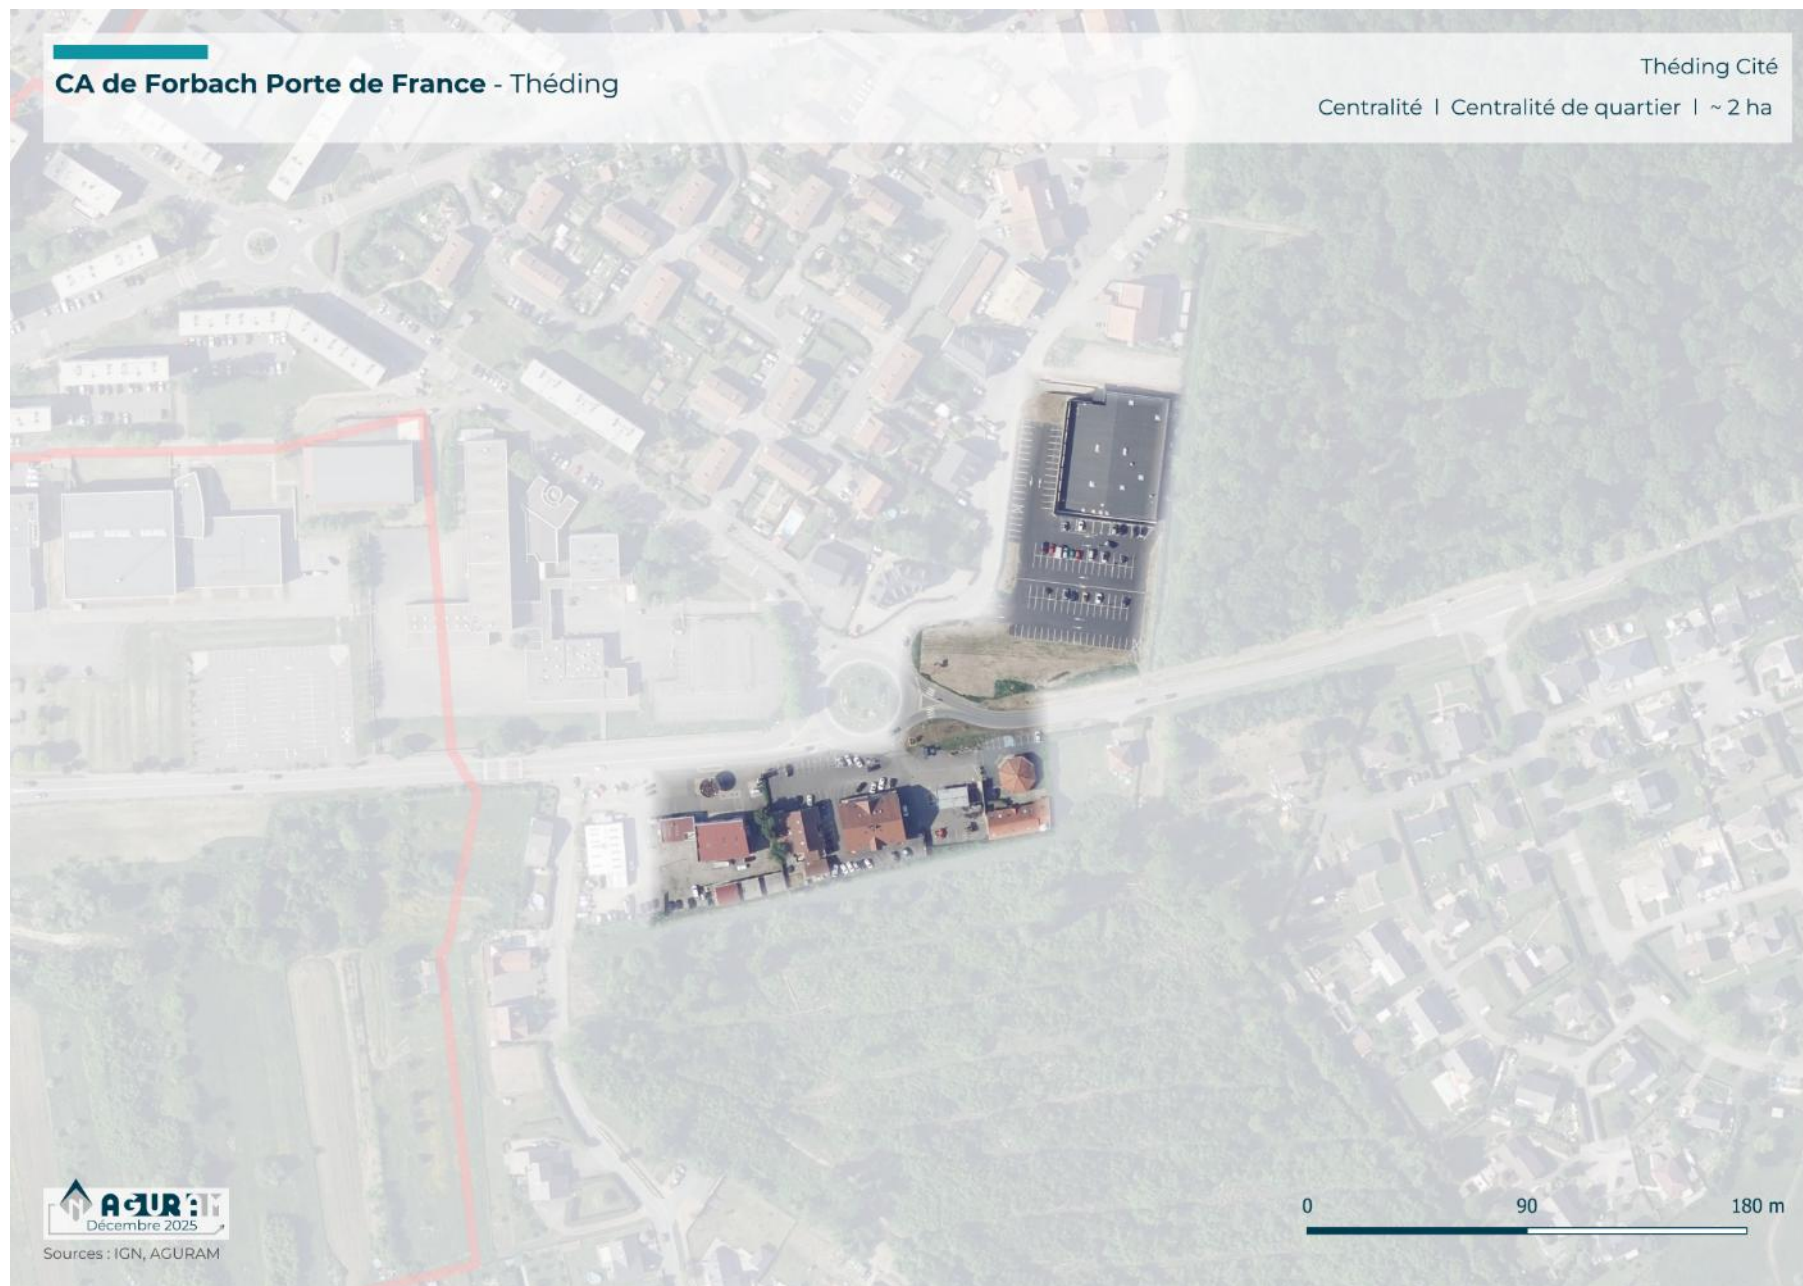 CA de Forbach Porte de France - Théding
Théding Cité
Centralité | Centralité de quartier | ~ 2 ha
N AGURAM
Décembre 2025
Sources : IGN, AGURAM
0 90 180 m